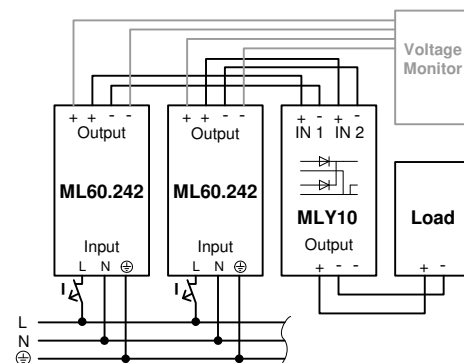 Voltage
Monitor
+ + - -
+ + - -
+ - + -
Output
Output
IN 1 IN 2
ML60.242
ML60.242
MLY10
Load
Input
Input
Output
L N
L N
+ - -
+ -
I
I
L
N